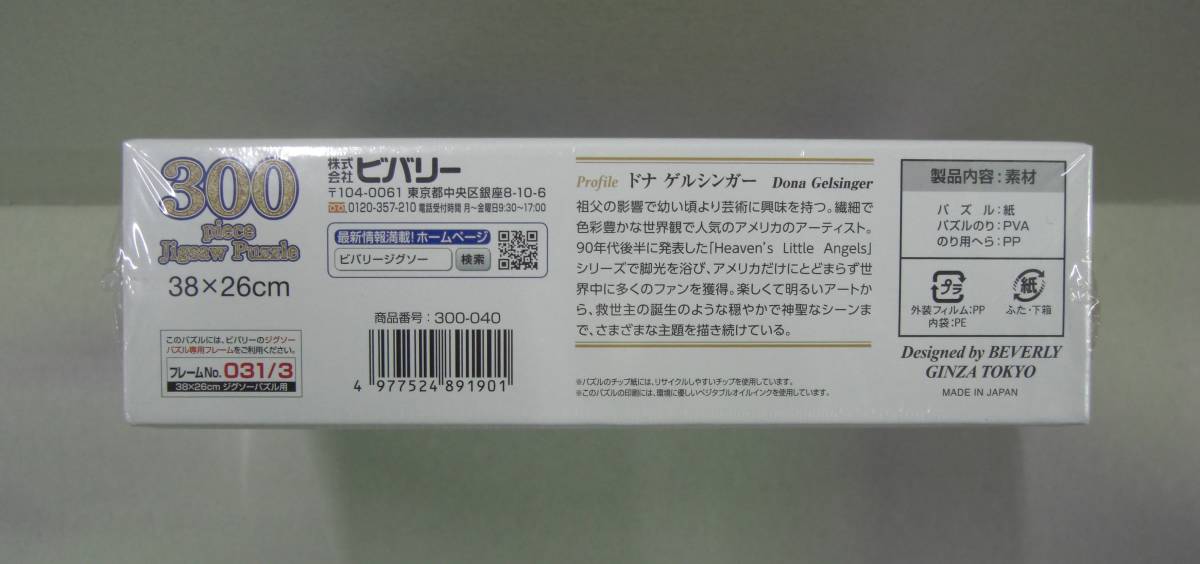 300
piece
Jigsaw Puzzle
38×26cm
このパズルには、ビバリーのジグソー
パズル専用フレームをご利用ください。
フレームNo. 031/3
38×26cm ジグソーパズル用
株式会社 ビバリー
〒104-0061 東京都中央区銀座8-10-6
0120-357-210 電話受付時間 月～金曜日9:30～17:00
最新情報満載!ホームページ
ビバリージグソー 検索
商品番号:300-040
4 977524 891901
Profile ドナ ゲルシンガー Dona Gelsinger
祖父の影響で幼い頃より芸術に興味を持つ。繊細で
色彩豊かな世界観で人気のアメリカのアーティスト。
90年代後半に発表した「Heaven's Little Angels」
シリーズで脚光を浴び、アメリカだけにとどまらず世
界中に多くのファンを獲得。楽しくて明るいアートか
ら、救世主の誕生のような穏やかで神聖なシーンま
で、さまざまな主題を描き続けている。
※パズルのチップ紙には、リサイクルしやすいチップを使用しています。
※このパズルの印刷には、環境に優しいベジタブルオイルインクを使用しています。
製品内容:素材
パズル:紙
パズルのり:PVA
のり用へら:PP
プラ
外装フィルム:PP
内袋:PE
紙
ふた・下箱
Designed by BEVERLY
GINZA TOKYO
MADE IN JAPAN